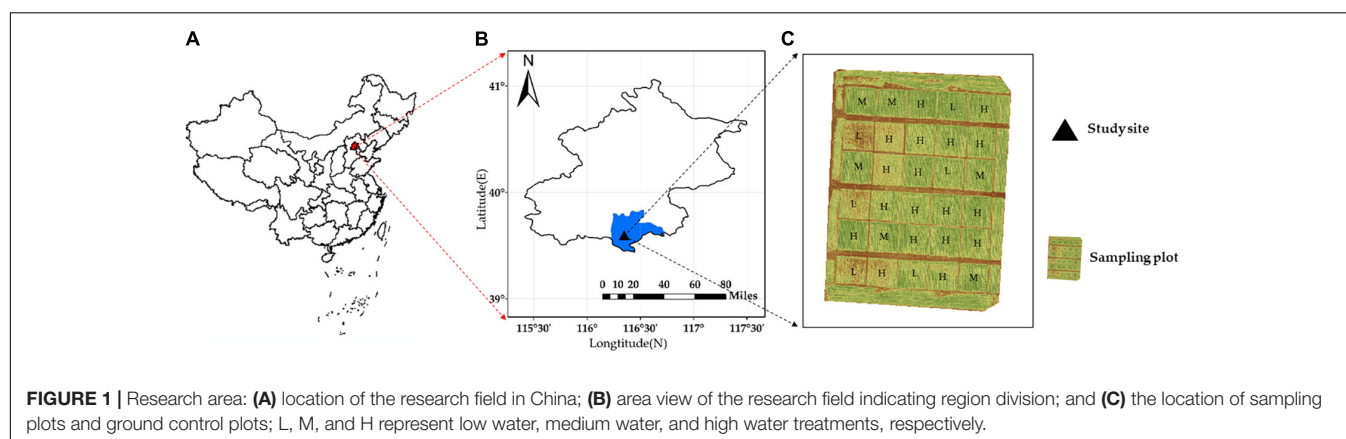 A
B
C
N
41°
40°
39°
Latitude(E)
0 10 20 40 60 80
Miles
115°30′ 116° 116°30′ 117° 117°30′
Longtitude(N)
M M H L H
L H H H H
M H H L M
L H H H H
H M H H H
L H L H M
Study site
Sampling plot
FIGURE 1 | Research area: (A) location of the research field in China; (B) area view of the research field indicating region division; and (C) the location of sampling
plots and ground control plots; L, M, and H represent low water, medium water, and high water treatments, respectively.